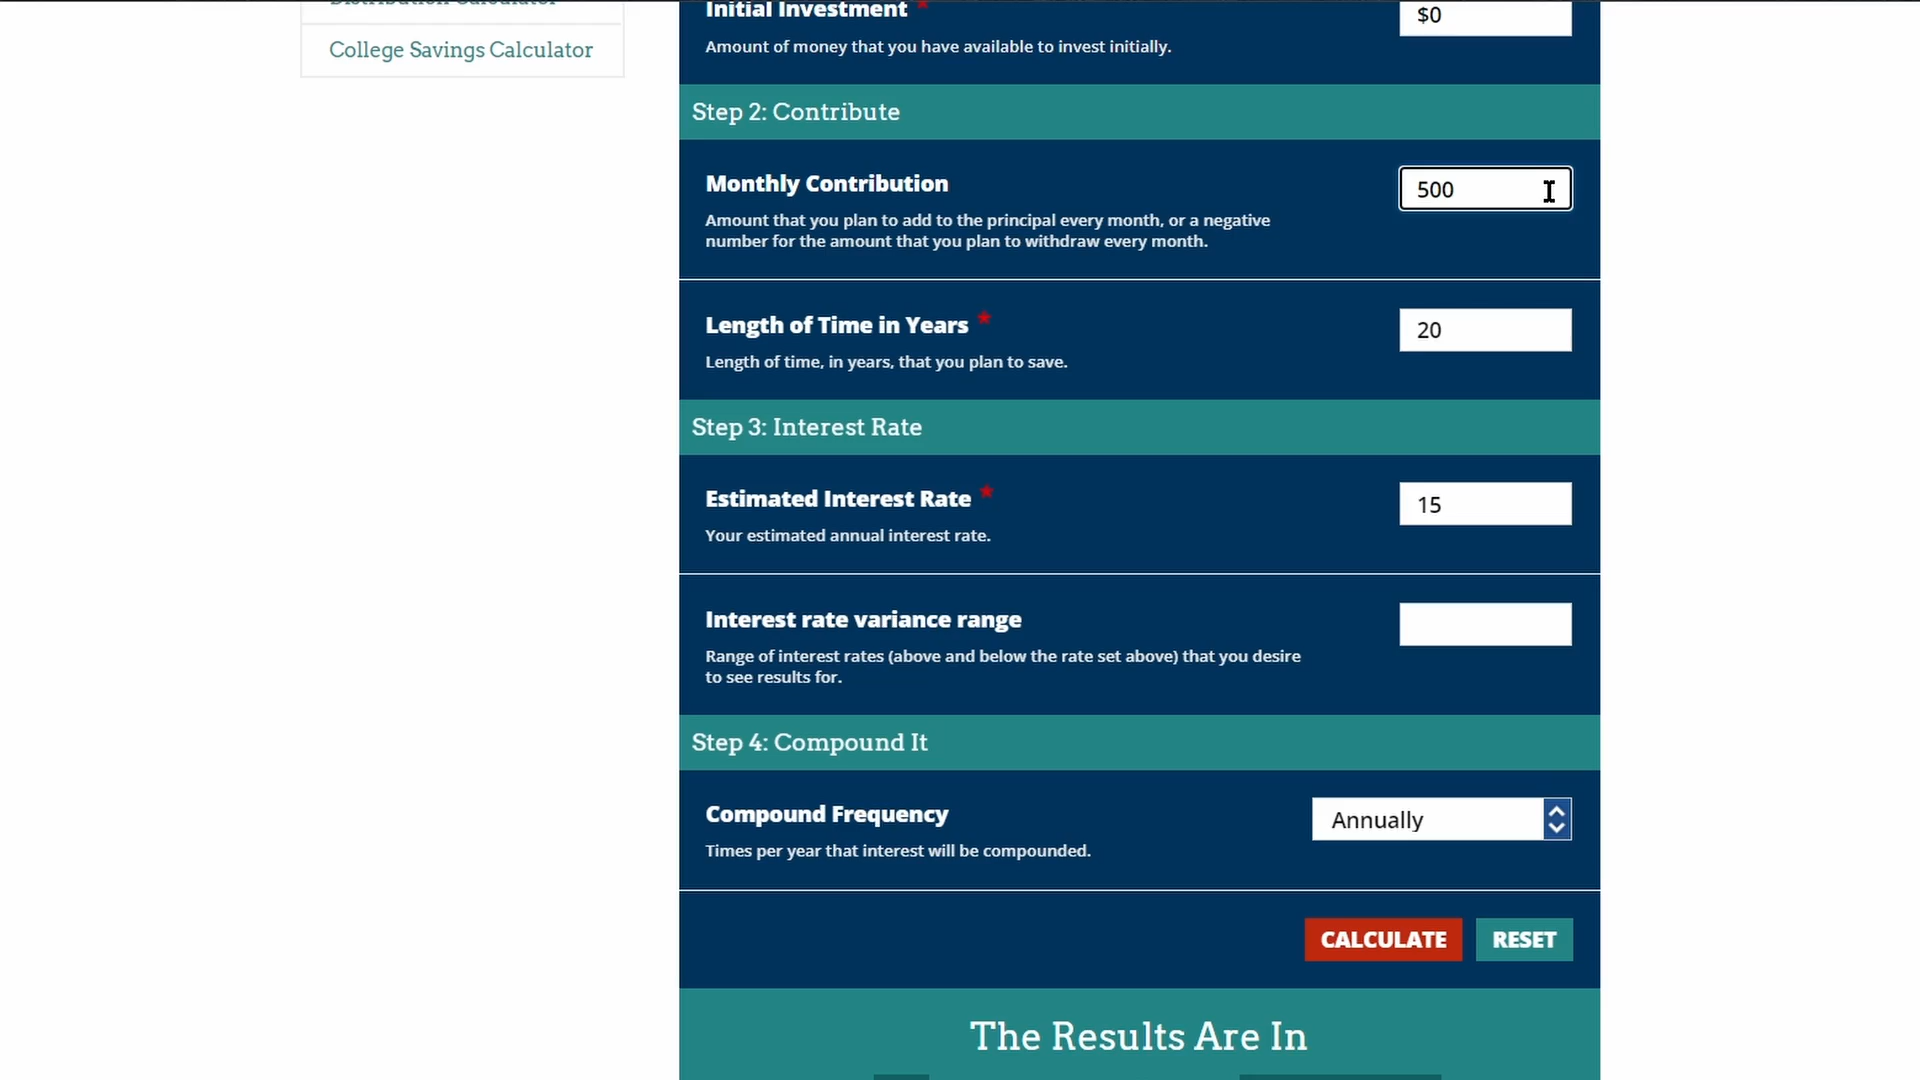 Distribution Calculator
College Savings Calculator
Initial Investment *
$0
Amount of money that you have available to invest initially.
Step 2: Contribute
Monthly Contribution
500
Amount that you plan to add to the principal every month, or a negative
number for the amount that you plan to withdraw every month.
Length of Time in Years *
20
Length of time, in years, that you plan to save.
Step 3: Interest Rate
Estimated Interest Rate *
15
Your estimated annual interest rate.
Interest rate variance range
Range of interest rates (above and below the rate set above) that you desire
to see results for.
Step 4: Compound It
Compound Frequency
Annually
Times per year that interest will be compounded.
CALCULATE
RESET
The Results Are In